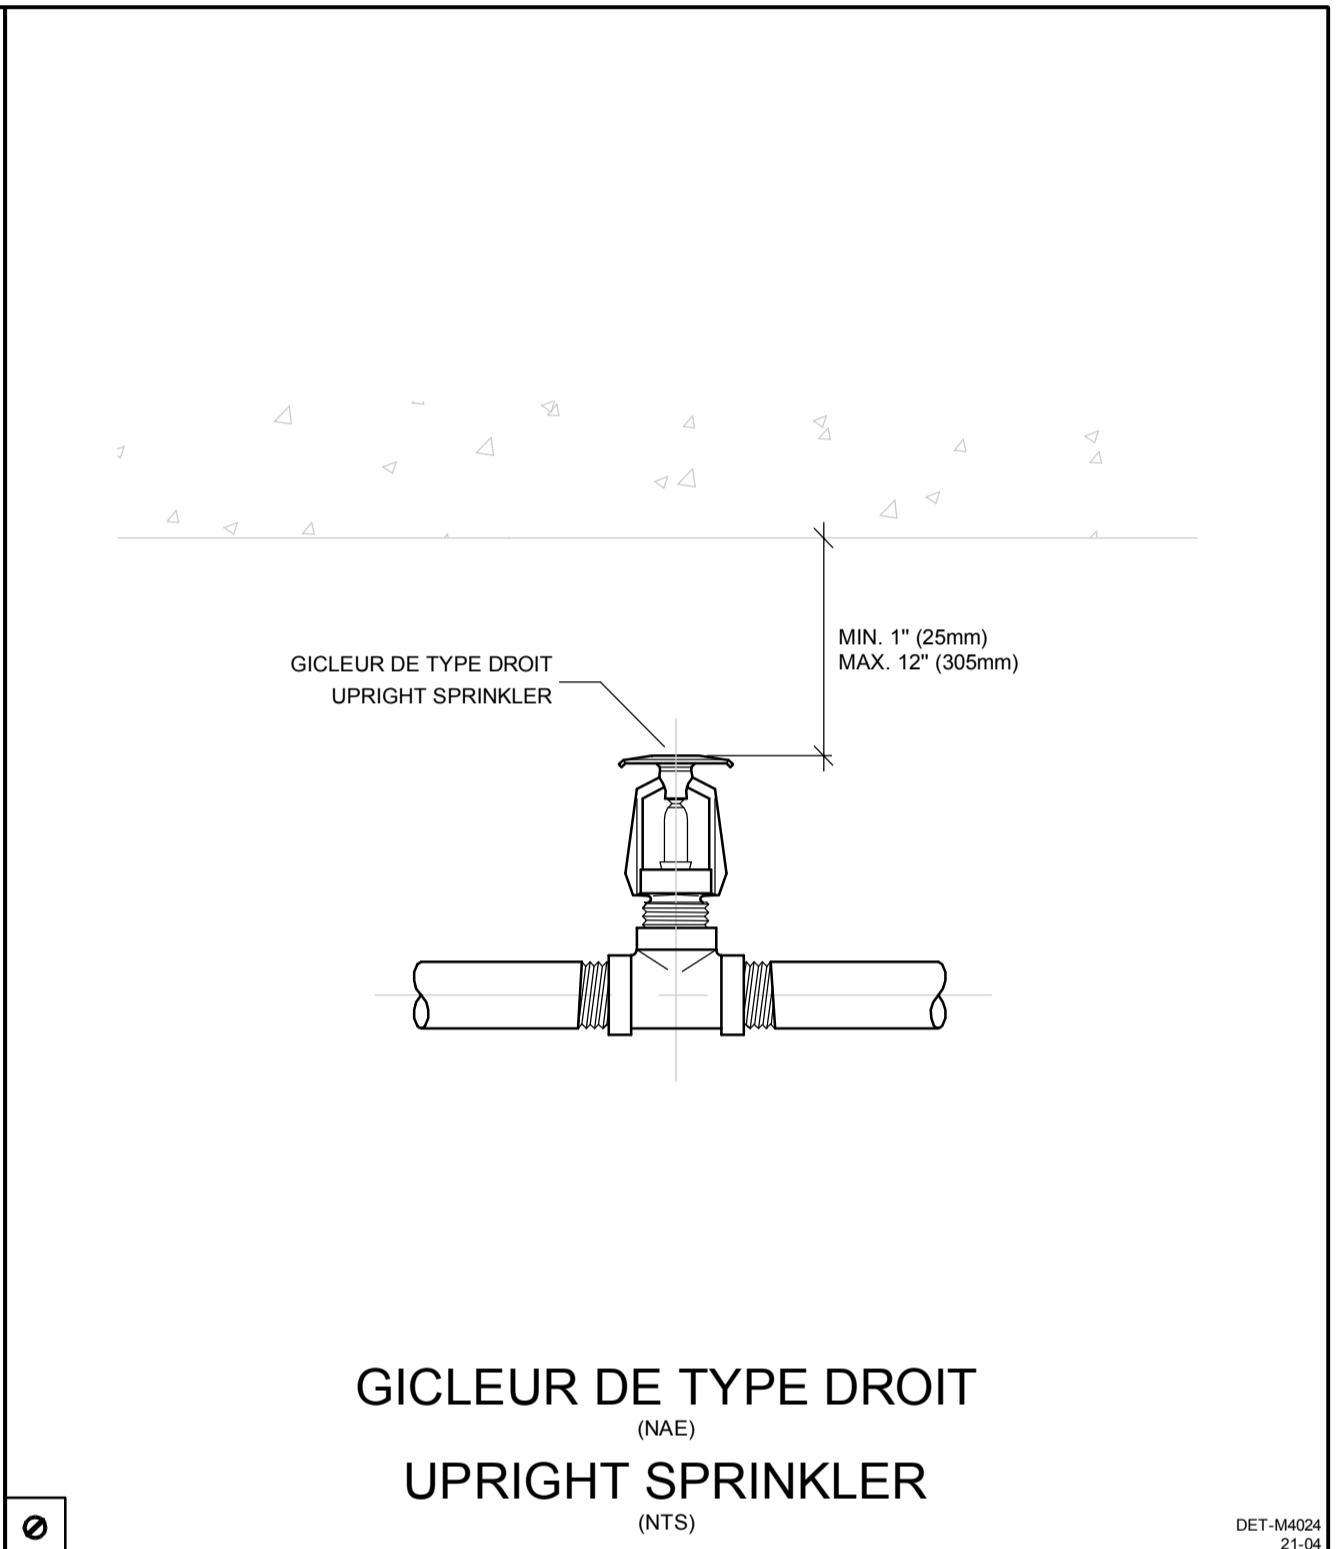 GICLEUR DE TYPE DROIT
UPRIGHT SPRINKLER
MIN. 1" (25mm)
MAX. 12" (305mm)
GICLEUR DE TYPE DROIT
(NAE)
UPRIGHT SPRINKLER
(NTS)
DET-M4024
21-04